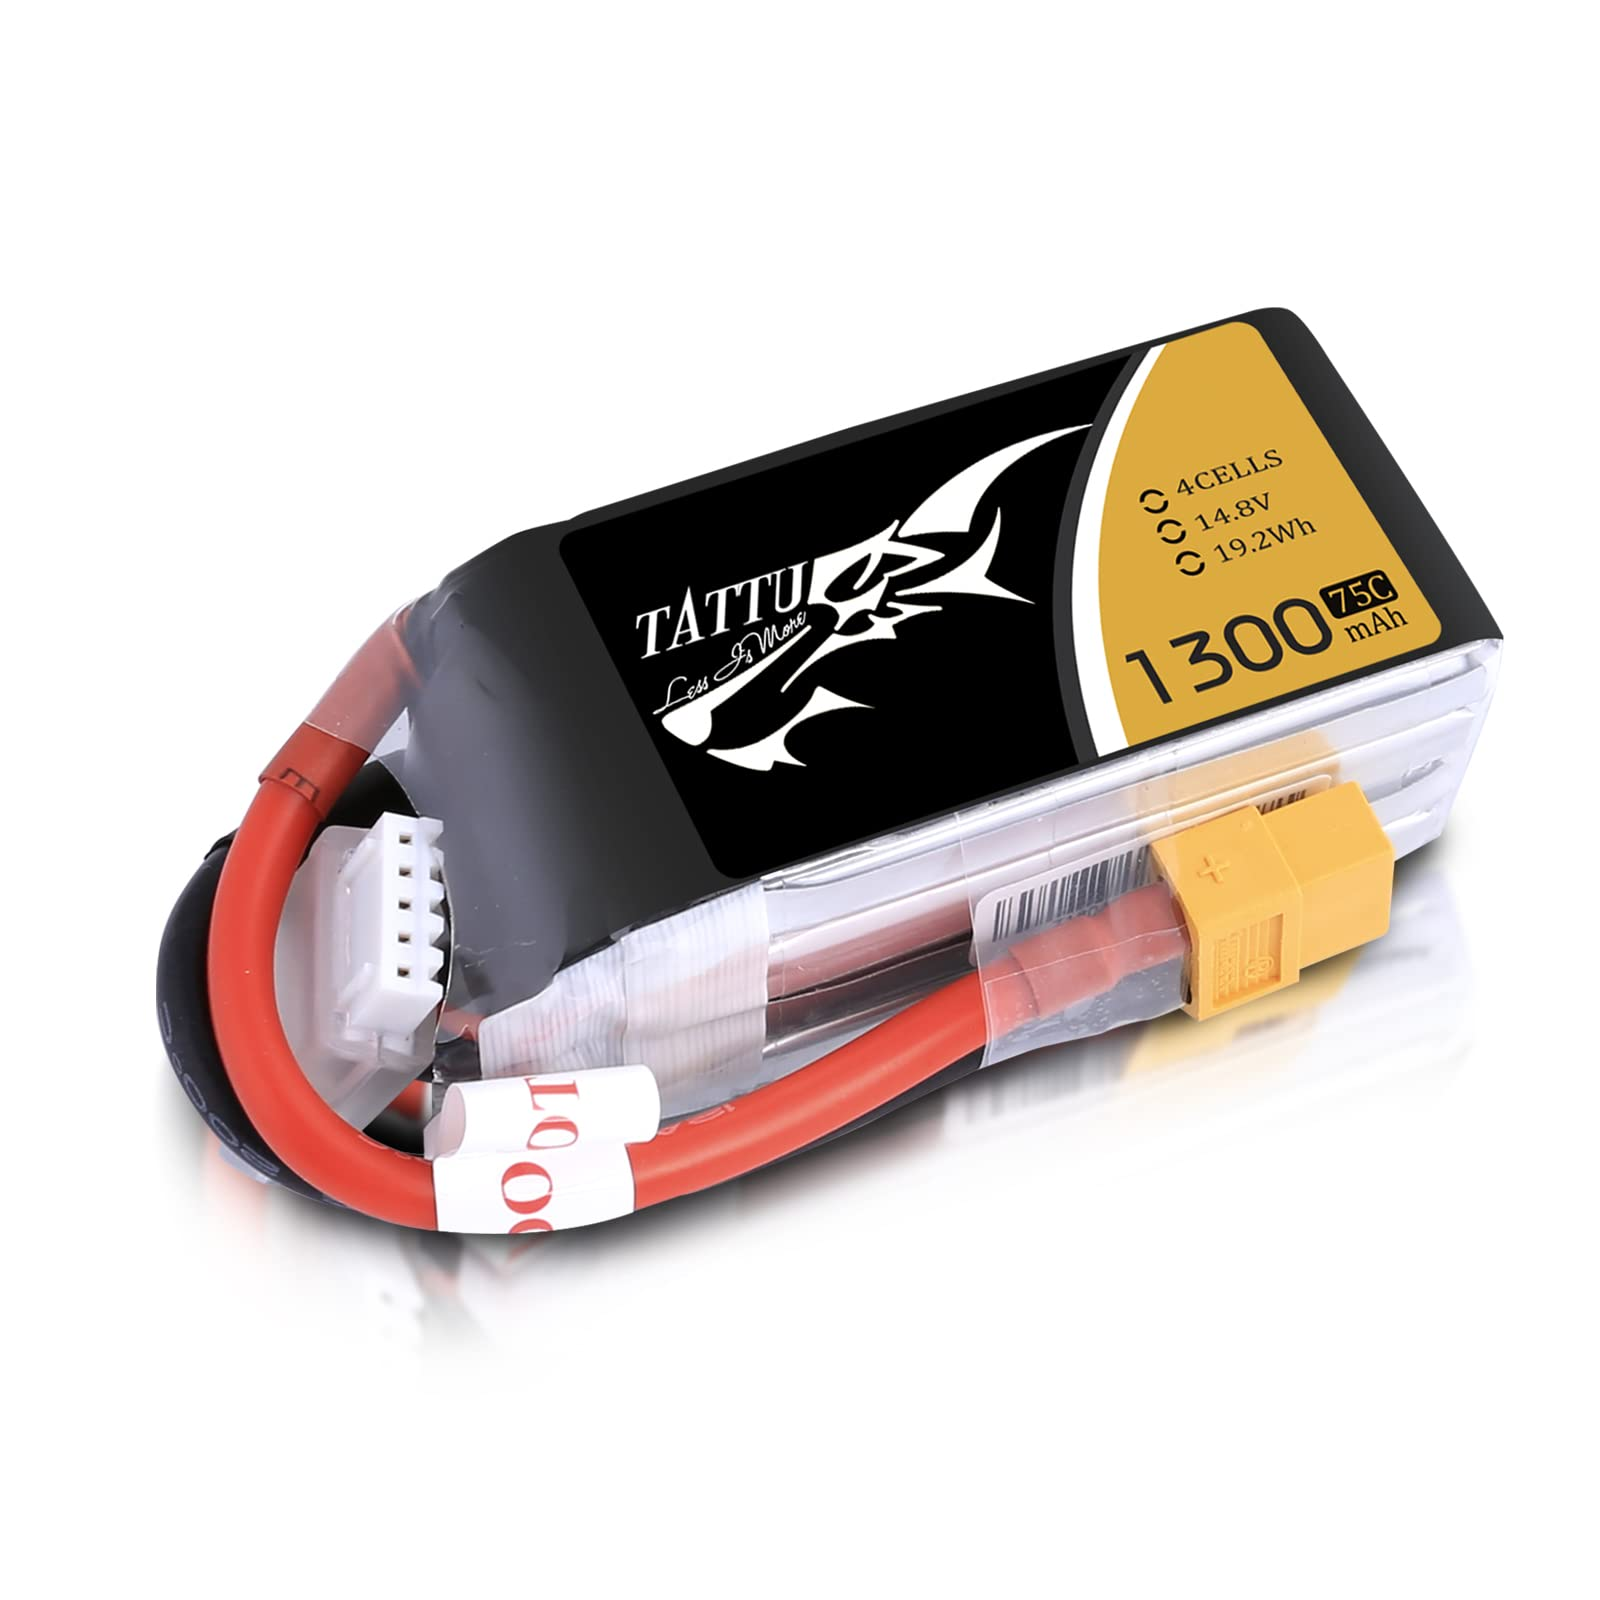 TATTU
Less Is More
4CELLS
14.8V
19.2Wh
1300
75C
mAh
+